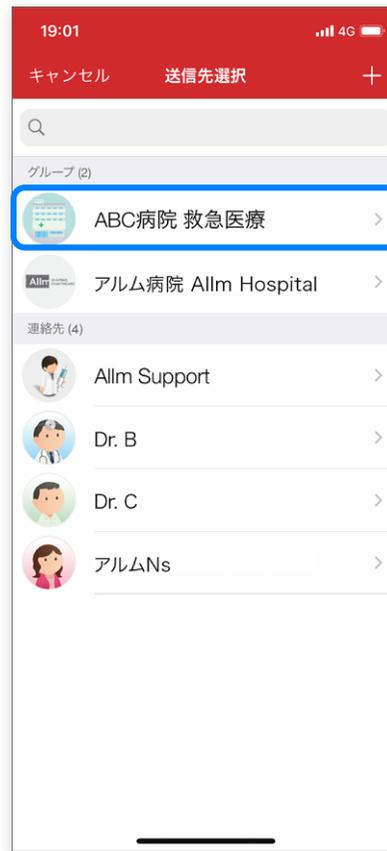 19:01
4G
キャンセル 送信先選択
グループ (2)
ABC病院 救急医療
Allm
アルム病院 Allm Hospital
連絡先 (4)
Allm Support
Dr. B
Dr. C
アルムNs